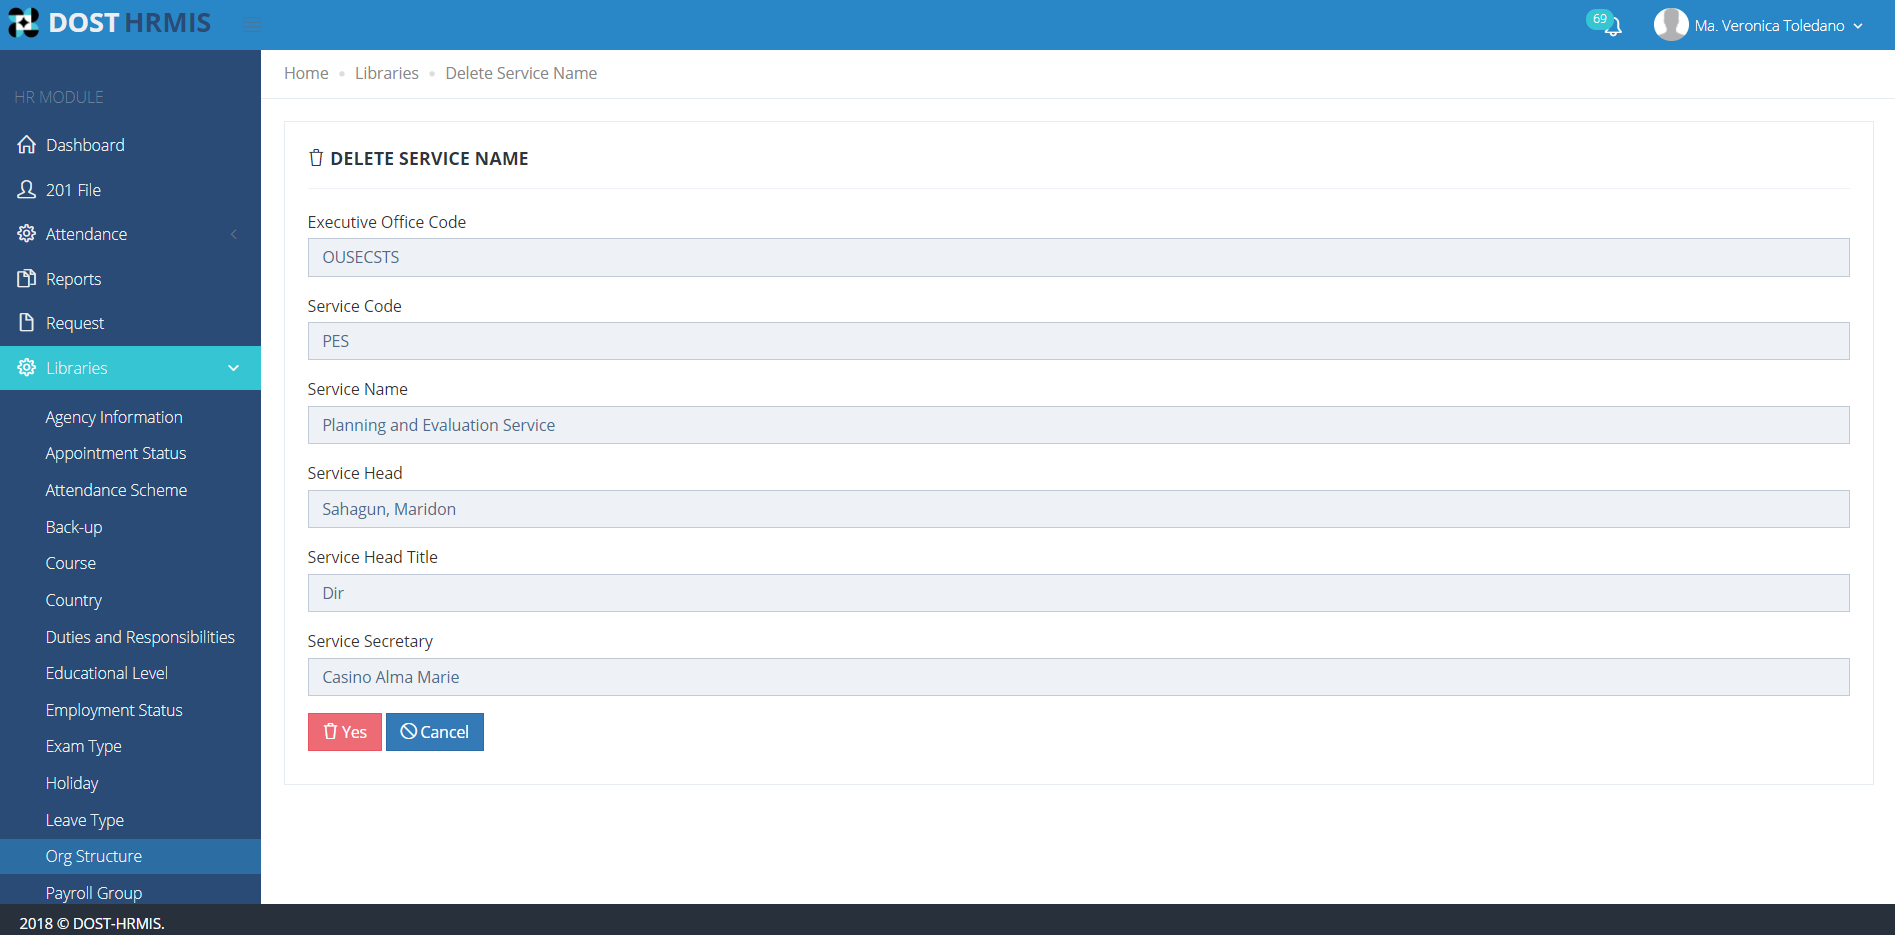 DOST HRMIS
69
Ma. Veronica Toledano
HR MODULE
Dashboard
201 File
Attendance
Reports
Request
Libraries
Agency Information
Appointment Status
Attendance Scheme
Back-up
Course
Country
Duties and Responsibilities
Educational Level
Employment Status
Exam Type
Holiday
Leave Type
Org Structure
Payroll Group
Home Libraries Delete Service Name
DELETE SERVICE NAME
Executive Office Code
OUSECSTS
Service Code
PES
Service Name
Planning and Evaluation Service
Service Head
Sahagun, Maridon
Service Head Title
Dir
Service Secretary
Casino Alma Marie
Yes Cancel
2018 © DOST-HRMIS.